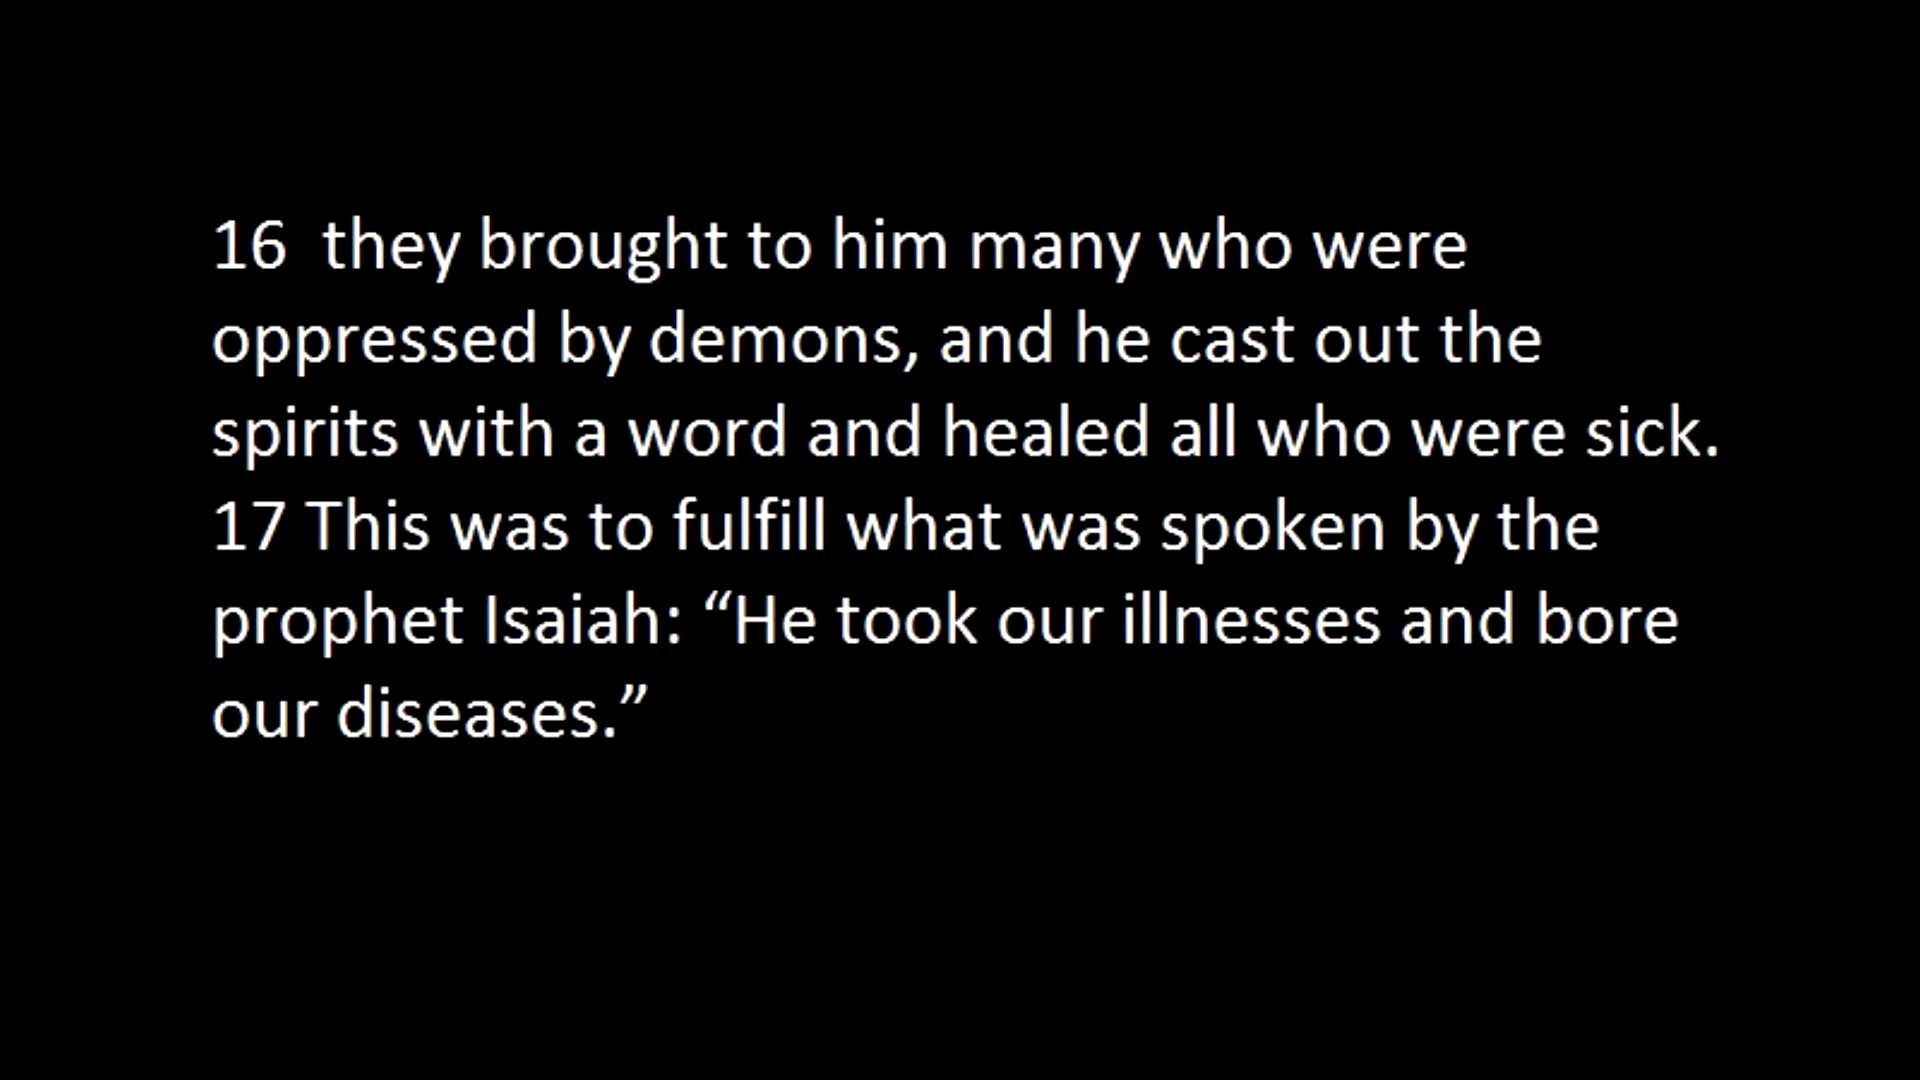 16  they brought to him many who were
oppressed by demons, and he cast out the
spirits with a word and healed all who were sick.
17 This was to fulfill what was spoken by the
prophet Isaiah: “He took our illnesses and bore
our diseases.”